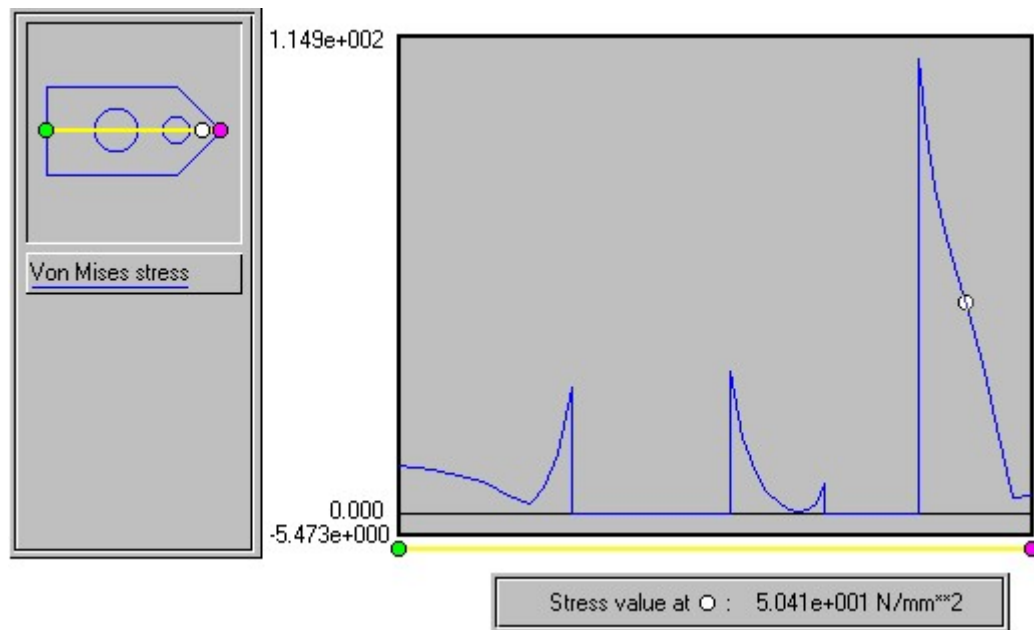 1.149e+002
Von Mises stress
0.000
-5.473e+000
Stress value at O : 5.041e+001 N/mm**2